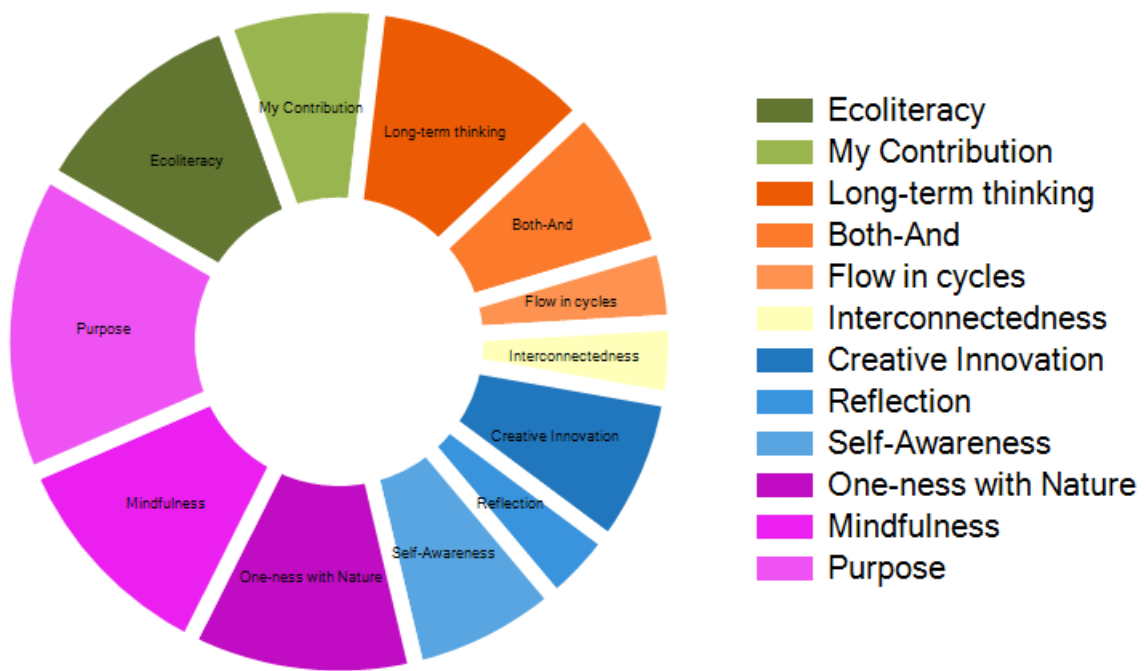 My Contribution
Long-term thinking
Ecoliteracy
Both-And
Flow in cycles
Purpose
Interconnectedness
Creative Innovation
Mindfulness
Reflection
Self-Awareness
One-ness with Nature
Ecoliteracy
My Contribution
Long-term thinking
Both-And
Flow in cycles
Interconnectedness
Creative Innovation
Reflection
Self-Awareness
One-ness with Nature
Mindfulness
Purpose